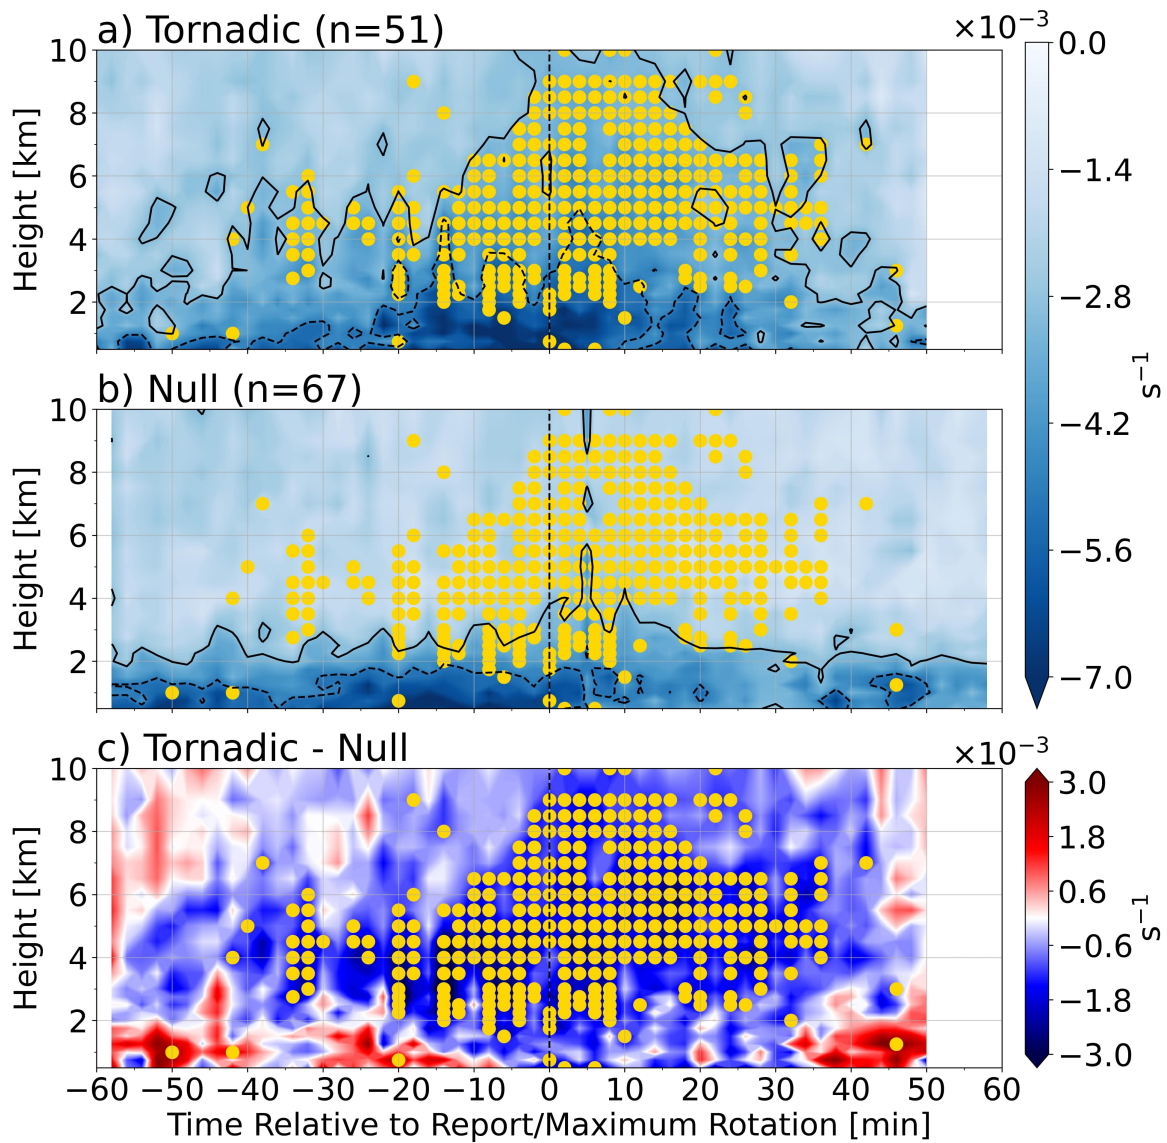 a) Tornadic (n=51)
×10⁻³
10
8
6
4
2
Height [km]
0.0
−1.4
−2.8
−4.2
−5.6
−7.0
s⁻¹
b) Null (n=67)
10
8
6
4
2
Height [km]
c) Tornadic - Null
×10⁻³
10
8
6
4
2
Height [km]
3.0
1.8
0.6
−0.6
−1.8
−3.0
s⁻¹
−60 −50 −40 −30 −20 −10 0 10 20 30 40 50 60
Time Relative to Report/Maximum Rotation [min]